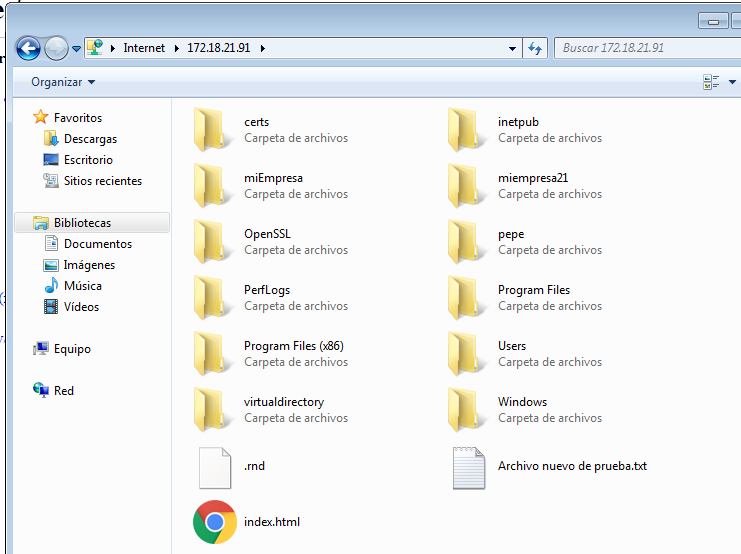 Internet 172.18.21.91
Buscar 172.18.21.91
Organizar
Favoritos
Descargas
Escritorio
Sitios recientes
Bibliotecas
Documentos
Imágenes
Música
Vídeos
Equipo
Red
certs
Carpeta de archivos
inetpub
Carpeta de archivos
miEmpresa
Carpeta de archivos
miempresa21
Carpeta de archivos
OpenSSL
Carpeta de archivos
pepe
Carpeta de archivos
PerfLogs
Carpeta de archivos
Program Files
Carpeta de archivos
Program Files (x86)
Carpeta de archivos
Users
Carpeta de archivos
virtualdirectory
Carpeta de archivos
Windows
Carpeta de archivos
.rnd
Archivo nuevo de prueba.txt
index.html